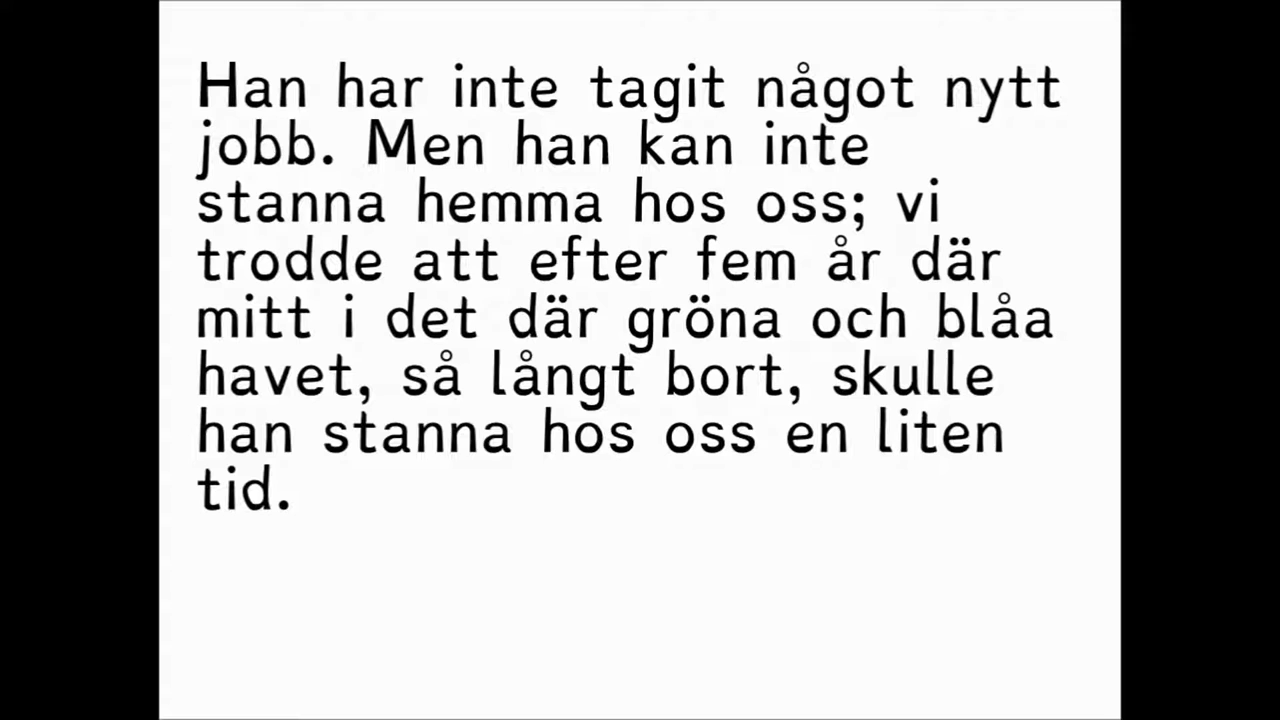 Han har inte tagit något nytt
jobb. Men han kan inte
stanna hemma hos oss; vi
trodde att efter fem år där
mitt i det där gröna och blåa
havet, så långt bort, skulle
han stanna hos oss en liten
tid.